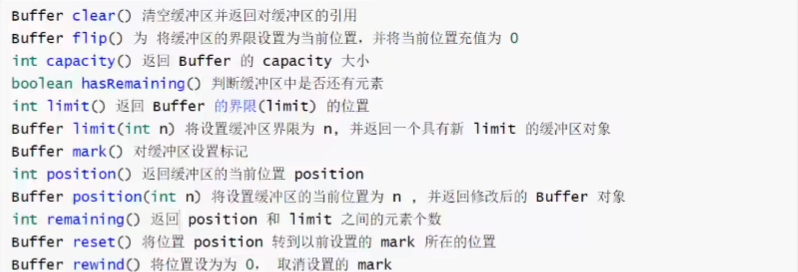 Buffer clear() 清空缓冲区并返回对缓冲区的引用
Buffer flip() 为 将缓冲区的界限设置为当前位置，并将当前位置充值为 0
int capacity() 返回 Buffer 的 capacity 大小
boolean hasRemaining() 判断缓冲区中是否还有元素
int limit() 返回 Buffer 的界限(limit) 的位置
Buffer limit(int n) 将设置缓冲区界限为 n, 并返回一个具有新 limit 的缓冲区对象
Buffer mark() 对缓冲区设置标记
int position() 返回缓冲区的当前位置 position
Buffer position(int n) 将设置缓冲区的当前位置为 n , 并返回修改后的 Buffer 对象
int remaining() 返回 position 和 limit 之间的元素个数
Buffer reset() 将位置 position 转到以前设置的 mark 所在的位置
Buffer rewind() 将位置设为为 0， 取消设置的 mark